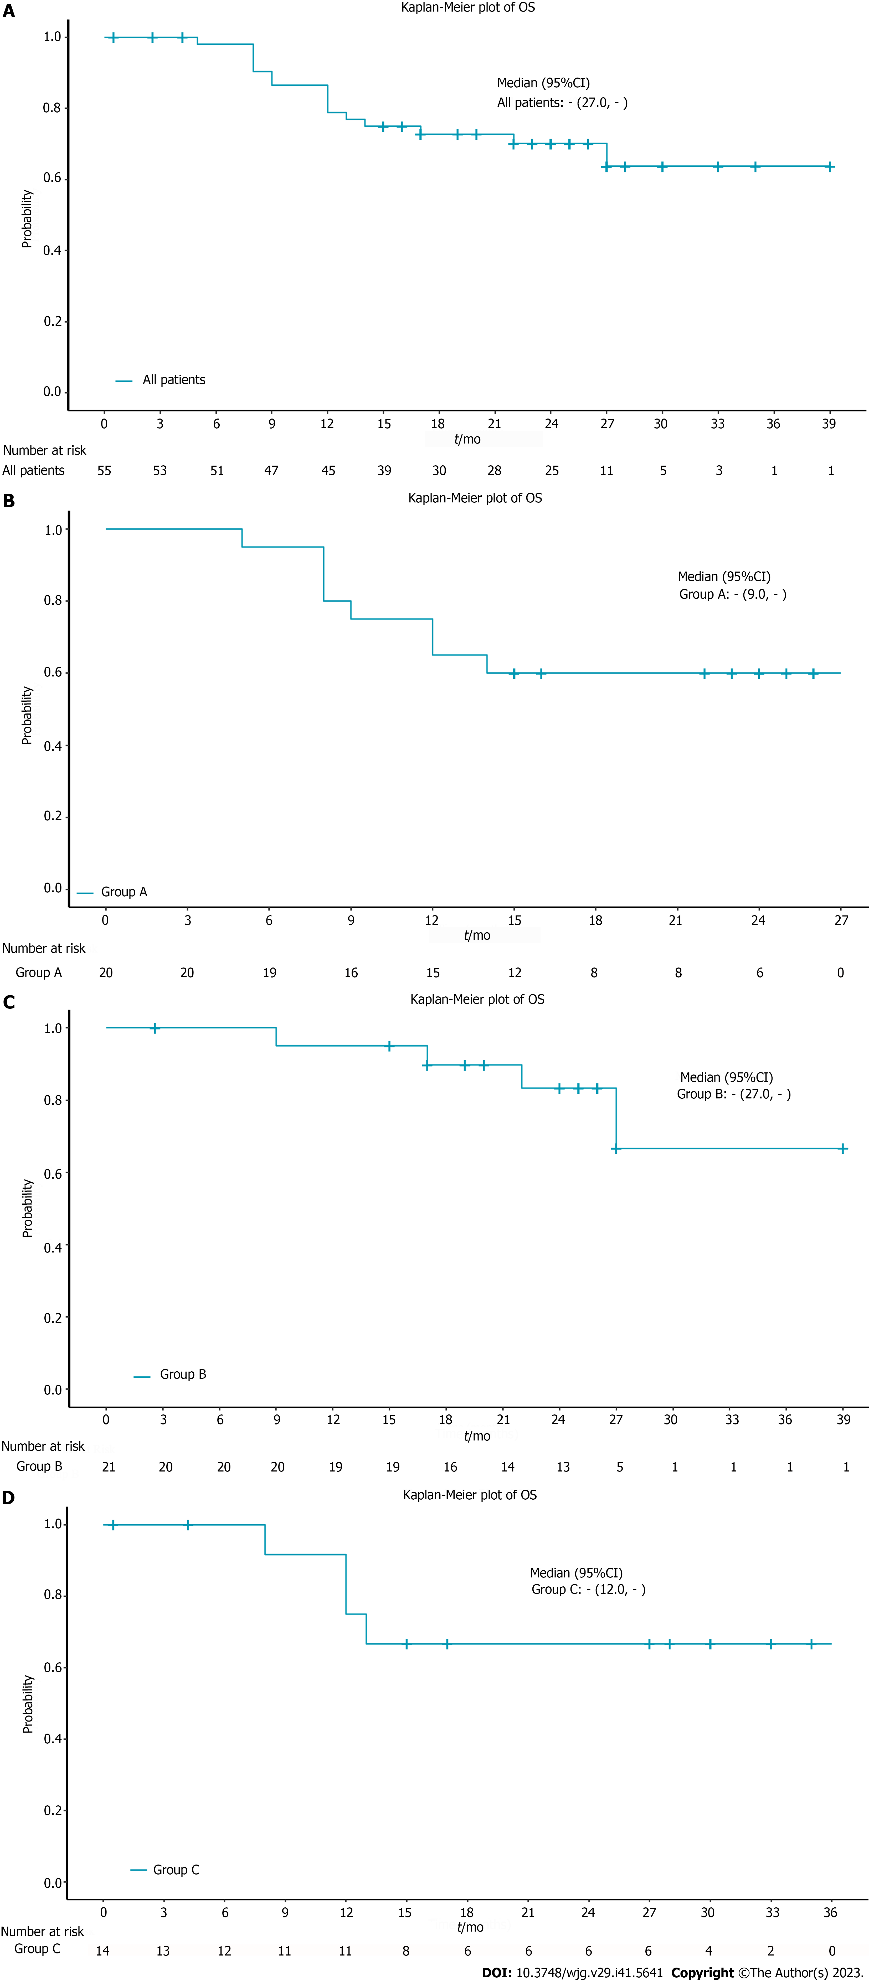 A
Kaplan-Meier plot of OS
1.0
0.8
0.6
0.4
0.2
0.0
Probability
Median (95%CI)
All patients: - (27.0, - )
All patients
0 3 6 9 12 15 18 21 24 27 30 33 36 39
t/mo
Number at risk
All patients 55 53 51 47 45 39 30 28 25 11 5 3 1 1
B
Kaplan-Meier plot of OS
1.0
0.8
0.6
0.4
0.2
0.0
Probability
Median (95%CI)
Group A: - (9.0, - )
Group A
0 3 6 9 12 15 18 21 24 27
t/mo
Number at risk
Group A 20 20 19 16 15 12 8 8 6 0
C
Kaplan-Meier plot of OS
1.0
0.8
0.6
0.4
0.2
0.0
Probability
Median (95%CI)
Group B: - (27.0, - )
Group B
0 3 6 9 12 15 18 21 24 27 30 33 36 39
t/mo
Number at risk
Group B 21 20 20 20 19 19 16 14 13 5 1 1 1 1
D
Kaplan-Meier plot of OS
1.0
0.8
0.6
0.4
0.2
0.0
Probability
Median (95%CI)
Group C: - (12.0, - )
Group C
0 3 6 9 12 15 18 21 24 27 30 33 36
t/mo
Number at risk
Group C 14 13 12 11 11 8 6 6 6 6 4 2 0
DOI: 10.3748/wjg.v29.i41.5641 Copyright ©The Author(s) 2023.